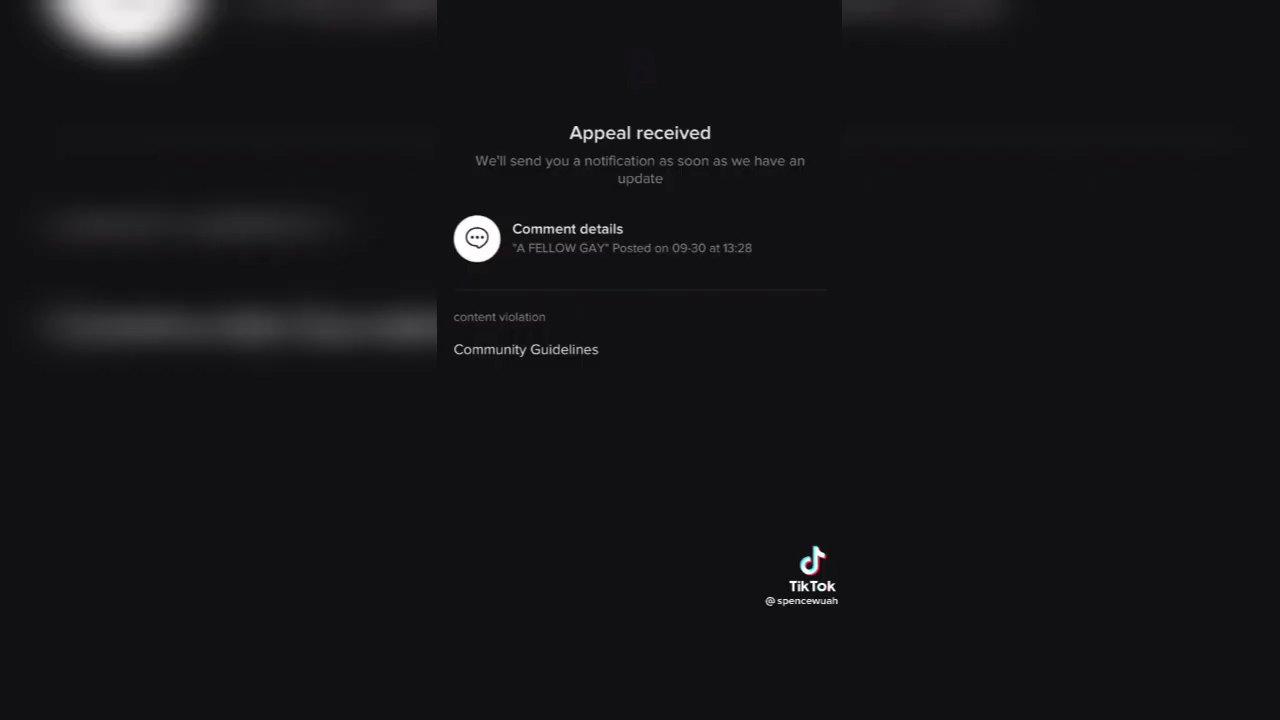 Appeal received
We'll send you a notification as soon as we have an
update
Comment details
"A FELLOW GAY" Posted on 09-30 at 13:28
content violation
Community Guidelines
TikTok
@spencewuah